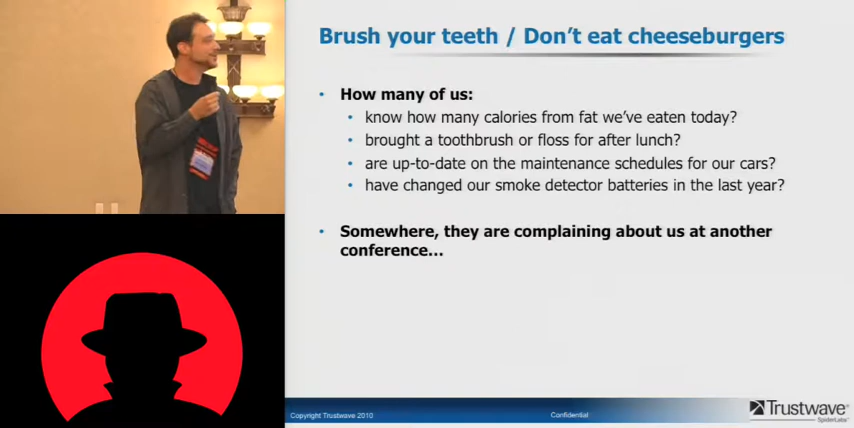 Brush your teeth / Don't eat cheeseburgers
• How many of us:
• know how many calories from fat we've eaten today?
• brought a toothbrush or floss for after lunch?
• are up-to-date on the maintenance schedules for our cars?
• have changed our smoke detector batteries in the last year?
• Somewhere, they are complaining about us at another
conference…
Copyright Trustwave 2010
Confidential
Trustwave®
SpiderLabs®